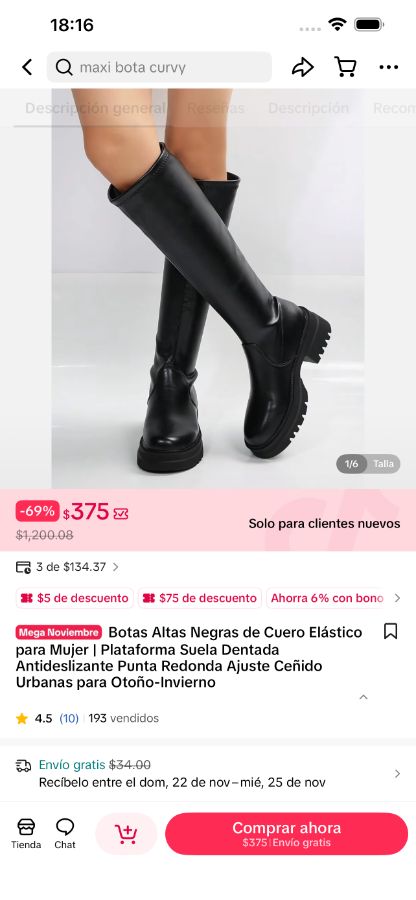 18:16
maxi bota curvy
Descripción general Reseñas Descripción Recom
1/6 Talla
-69% $375
Solo para clientes nuevos
$1,200.08
3 de $134.37 >
$5 de descuento $75 de descuento Ahorra 6% con bono >
Mega Noviembre Botas Altas Negras de Cuero Elástico
para Mujer | Plataforma Suela Dentada
Antideslizante Punta Redonda Ajuste Ceñido
Urbanas para Otoño-Invierno
4.5 (10) | 193 vendidos
Envío gratis $34.00
Recíbelo entre el dom, 22 de nov–mié, 25 de nov
Tienda
Chat
Comprar ahora
$375 | Envío gratis